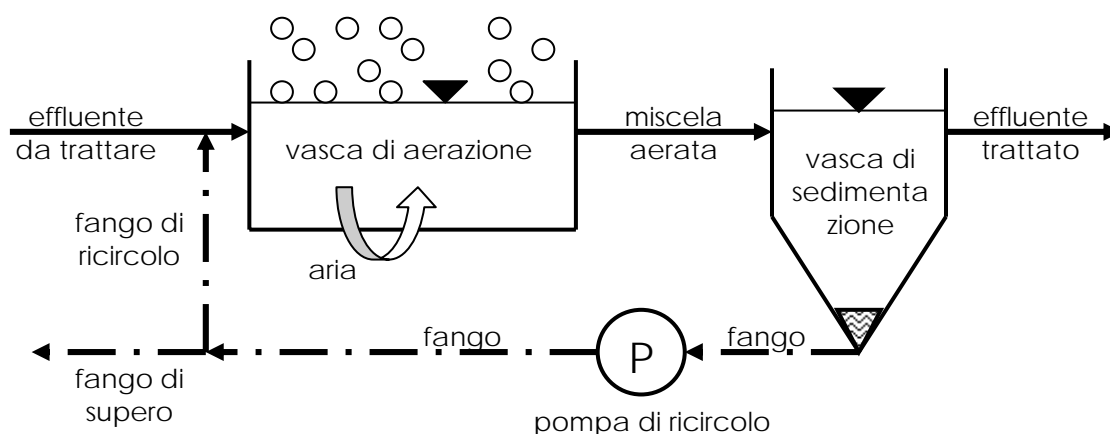 effluente
da trattare
vasca di aerazione
miscela
aerata
effluente
trattato
vasca di
sedimenta
zione
fango di
ricircolo
aria
fango
P
fango
fango di
supero
pompa di ricircolo